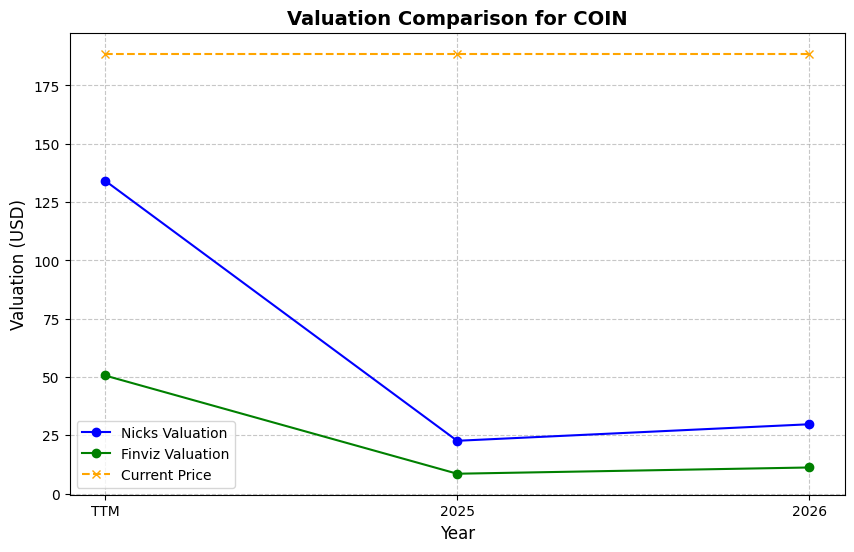 Valuation Comparison for COIN
Valuation (USD)
175
150
125
100
75
50
25
0
Nicks Valuation
Finviz Valuation
Current Price
TTM
2025
2026
Year